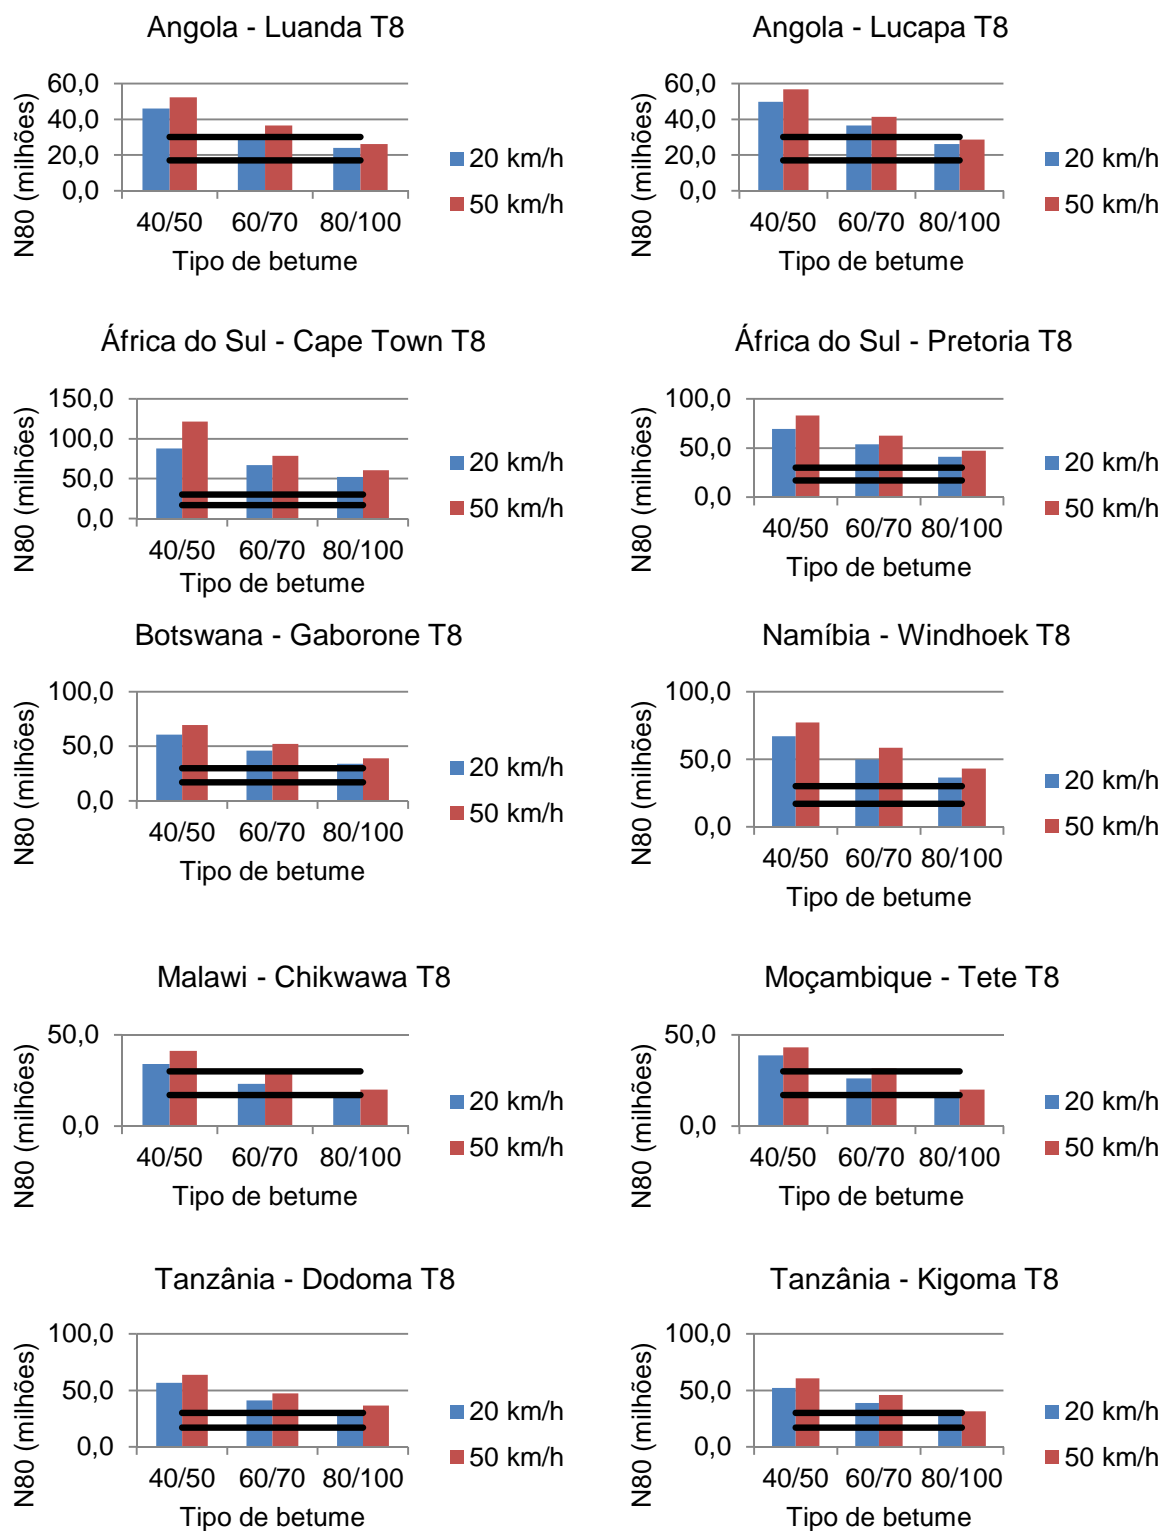 Angola - Luanda T8
N80 (milhões)
60,0
40,0
20,0
0,0
40/50 60/70 80/100
Tipo de betume
20 km/h
50 km/h
Angola - Lucapa T8
N80 (milhões)
60,0
40,0
20,0
0,0
40/50 60/70 80/100
Tipo de betume
20 km/h
50 km/h
África do Sul - Cape Town T8
N80 (milhões)
150,0
100,0
50,0
0,0
40/50 60/70 80/100
Tipo de betume
20 km/h
50 km/h
África do Sul - Pretoria T8
N80 (milhões)
100,0
50,0
0,0
40/50 60/70 80/100
Tipo de betume
20 km/h
50 km/h
Botswana - Gaborone T8
N80 (milhões)
100,0
50,0
0,0
40/50 60/70 80/100
Tipo de betume
20 km/h
50 km/h
Namíbia - Windhoek T8
N80 (milhões)
100,0
50,0
0,0
40/50 60/70 80/100
Tipo de betume
20 km/h
50 km/h
Malawi - Chikwawa T8
N80 (milhões)
50,0
0,0
40/50 60/70 80/100
Tipo de betume
20 km/h
50 km/h
Moçambique - Tete T8
N80 (milhões)
50,0
0,0
40/50 60/70 80/100
Tipo de betume
20 km/h
50 km/h
Tanzânia - Dodoma T8
N80 (milhões)
100,0
50,0
0,0
40/50 60/70 80/100
Tipo de betume
20 km/h
50 km/h
Tanzânia - Kigoma T8
N80 (milhões)
100,0
50,0
0,0
40/50 60/70 80/100
Tipo de betume
20 km/h
50 km/h